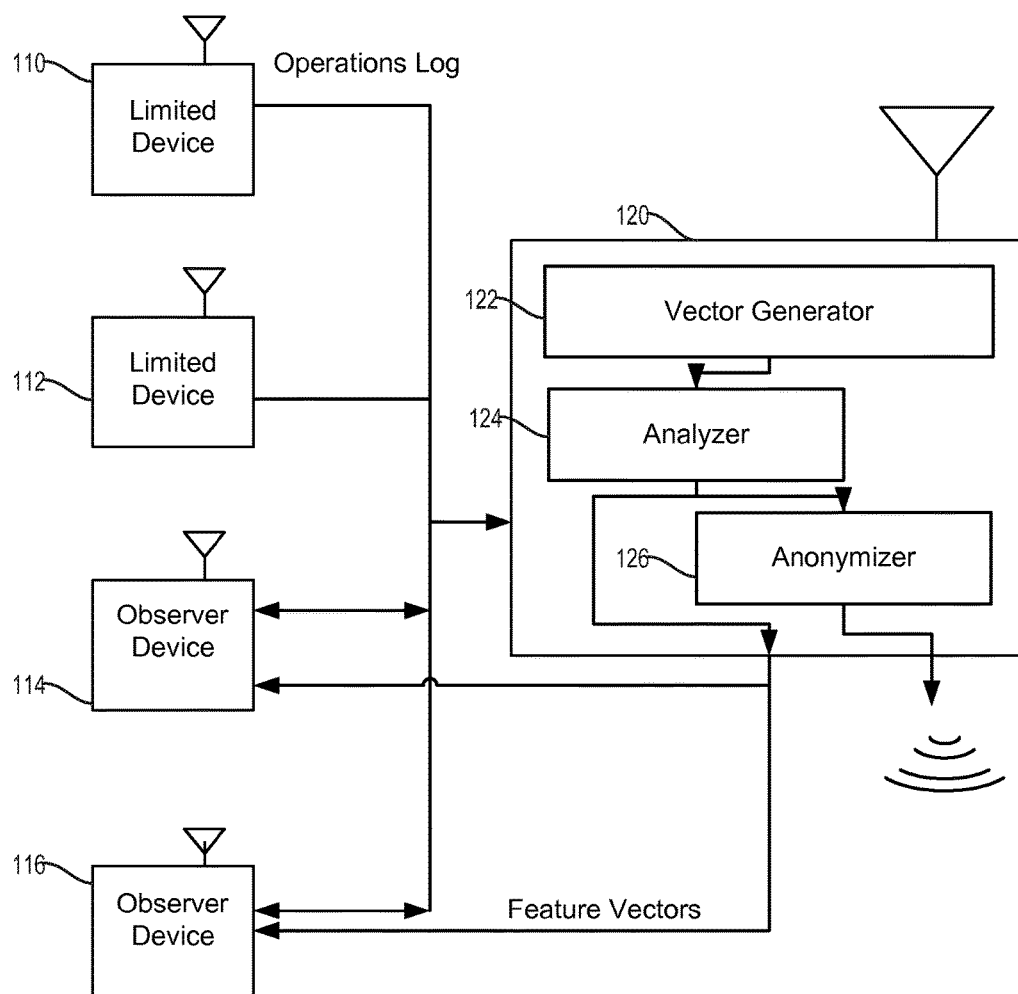 110
Operations Log
Limited
Device
120
122
Vector Generator
112
Limited
Device
124
Analyzer
126
Anonymizer
Observer
Device
114
116
Observer
Device
Feature Vectors